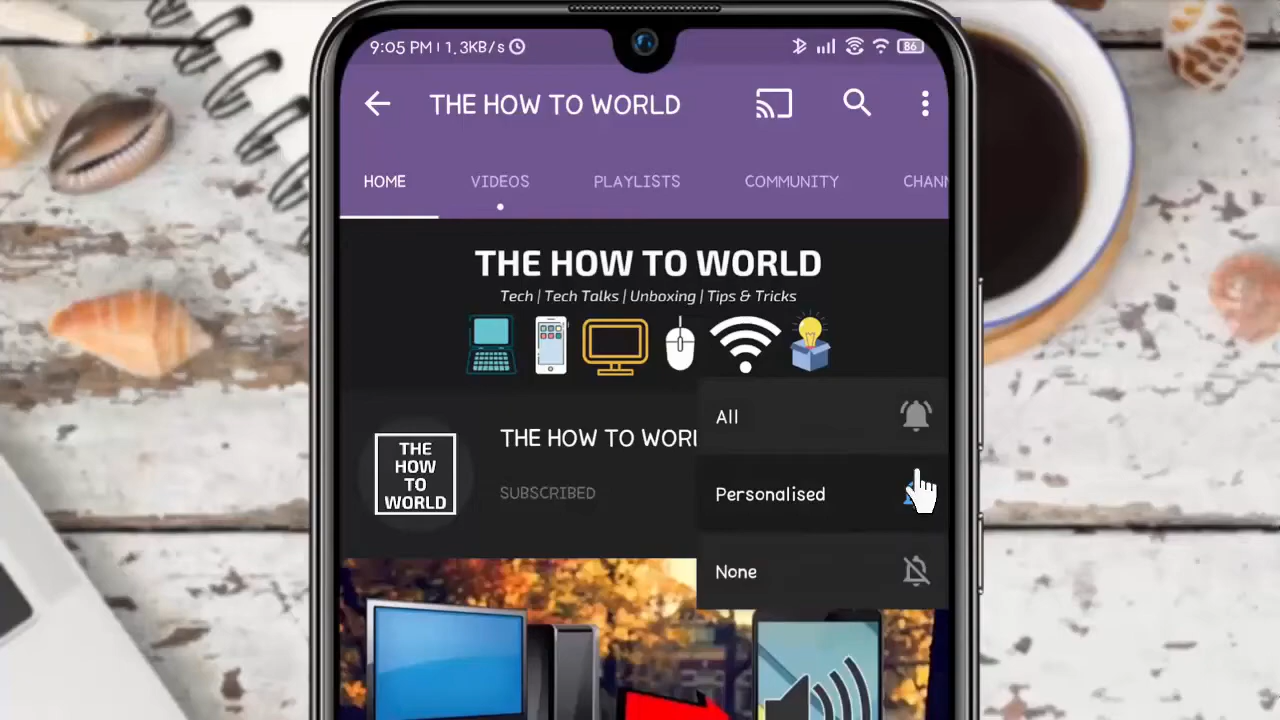 9:05 PM | 1.3KB/s
86
THE HOW TO WORLD
HOME VIDEOS PLAYLISTS COMMUNITY CHANN
THE HOW TO WORLD
Tech | Tech Talks | Unboxing | Tips & Tricks
All
THE HOW TO WORL
THE
HOW
TO
WORLD
SUBSCRIBED
Personalised
None